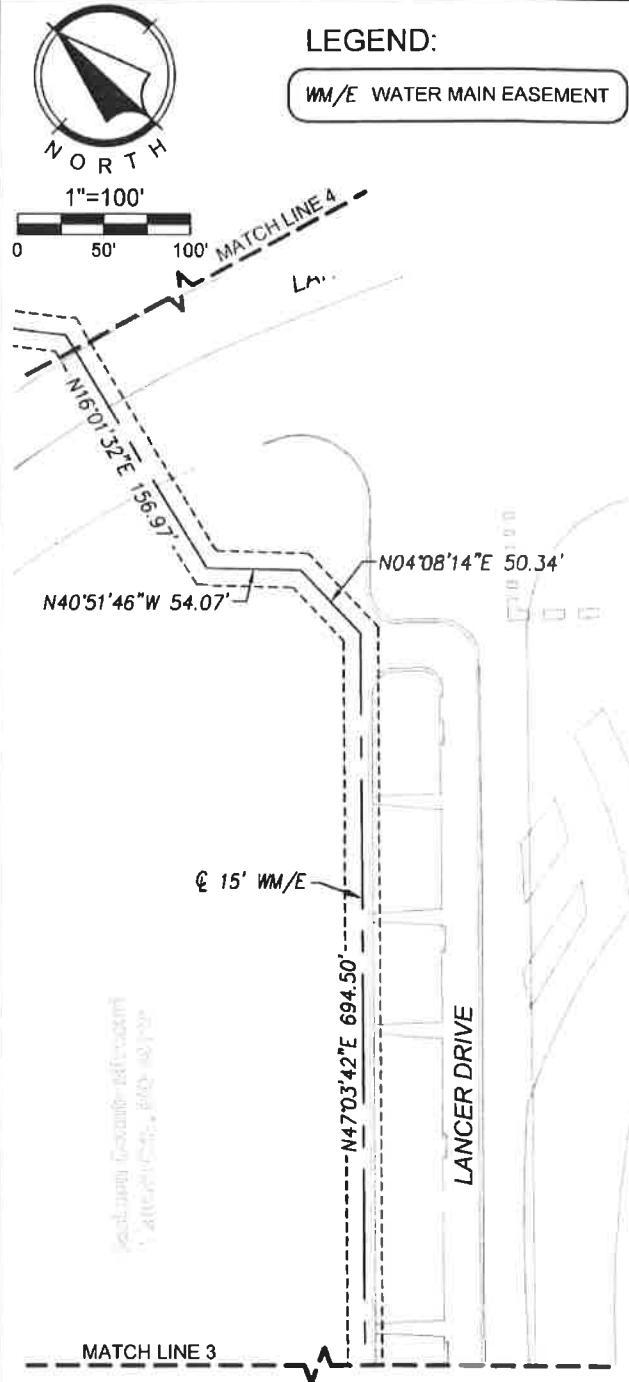 LEGEND:
WM/E WATER MAIN EASEMENT
NORTH
1"=100'
0 50' 100'
MATCH LINE 4
N16°01'32"E 156.97'
N04°08'14"E 50.34'
N40°51'46"W 54.07'
℄ 15' WM/E
N47°03'42"E 694.50'
LANCER DRIVE
MATCH LINE 3